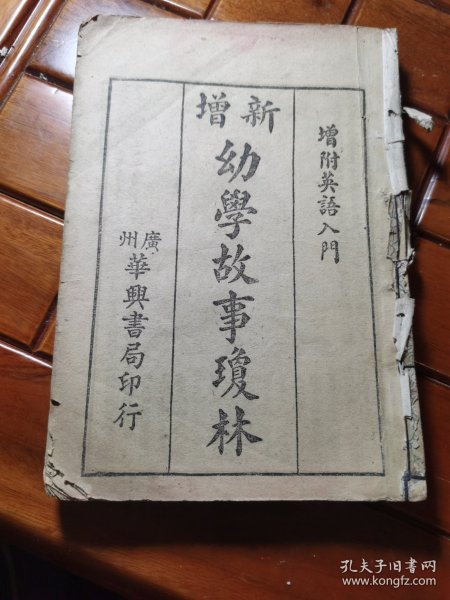 增附英語入門
新增
幼學故事瓊林
廣州
華興書局印行
孔夫子旧书网
www.kongfz.com